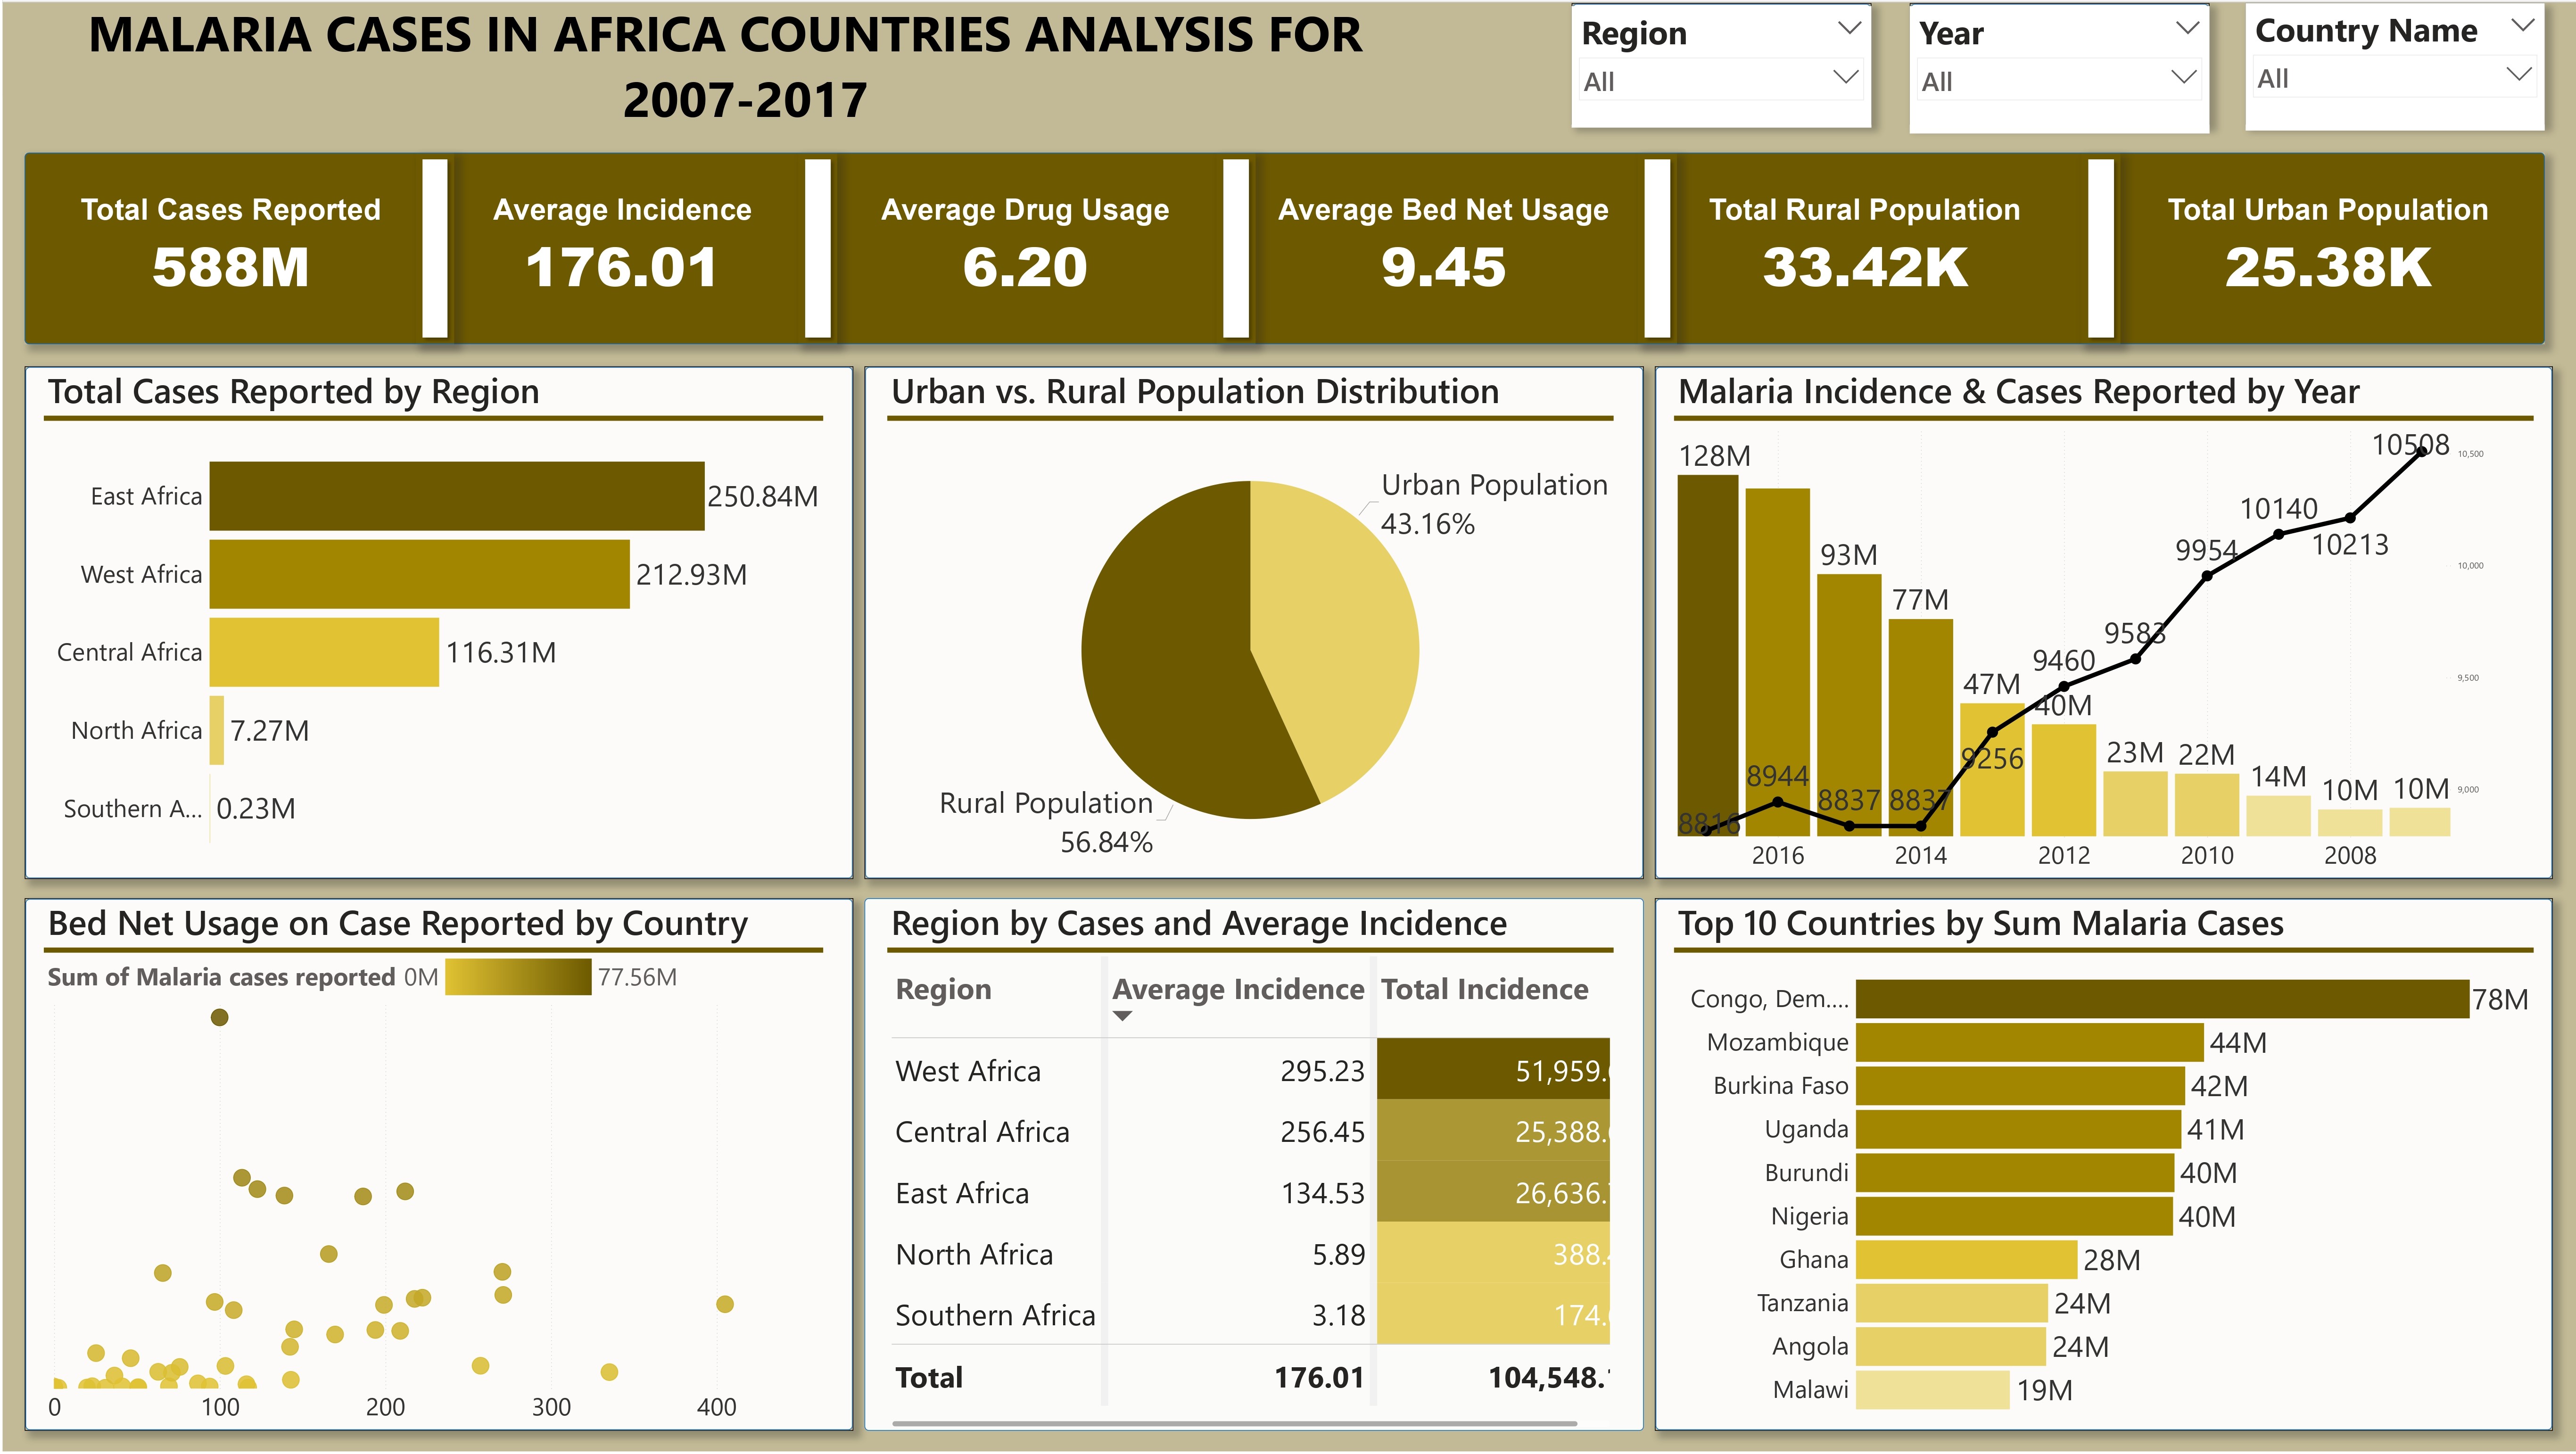 MALARIA CASES IN AFRICA COUNTRIES ANALYSIS FOR
2007-2017
Region
All
Year
All
Country Name
All
Total Cases Reported
588M
Average Incidence
176.01
Average Drug Usage
6.20
Average Bed Net Usage
9.45
Total Rural Population
33.42K
Total Urban Population
25.38K
Total Cases Reported by Region
East Africa
250.84M
West Africa
212.93M
Central Africa
116.31M
North Africa
7.27M
Southern A...
0.23M
Urban vs. Rural Population Distribution
Urban Population
43.16%
Rural Population
56.84%
Malaria Incidence & Cases Reported by Year
128M
93M
77M
47M
40M
23M
22M
14M
10M
10M
8816
8944
8837
8837
9256
9460
9583
9954
10140
10213
10508
10,500
10,000
9,500
9,000
2016
2014
2012
2010
2008
Bed Net Usage on Case Reported by Country
Sum of Malaria cases reported 0M 77.56M
0
100
200
300
400
Region by Cases and Average Incidence
Region Average Incidence Total Incidence
West Africa 295.23 51,959.
Central Africa 256.45 25,388.
East Africa 134.53 26,636.
North Africa 5.89 388.
Southern Africa 3.18 174.
Total 176.01 104,548.
Top 10 Countries by Sum Malaria Cases
Congo, Dem....
78M
Mozambique
44M
Burkina Faso
42M
Uganda
41M
Burundi
40M
Nigeria
40M
Ghana
28M
Tanzania
24M
Angola
24M
Malawi
19M